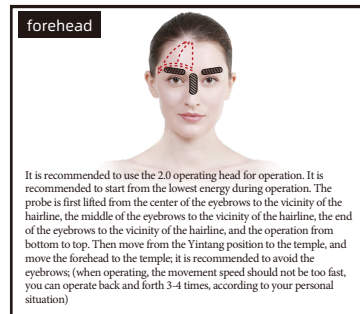 forehead
It is recommended to use the 2.0 operating head for operation. It is
recommended to start from the lowest energy during operation. The
probe is first lifted from the center of the eyebrows to the vicinity of the
hairline, the middle of the eyebrows to the vicinity of the hairline, the end
of the eyebrows to the vicinity of the hairline, and the operation from
bottom to top. Then move from the Yintang position to the temple, and
move the forehead to the temple; it is recommended to avoid the
eyebrows; (when operating, the movement speed should not be too fast,
you can operate back and forth 3-4 times, according to your personal
situation)